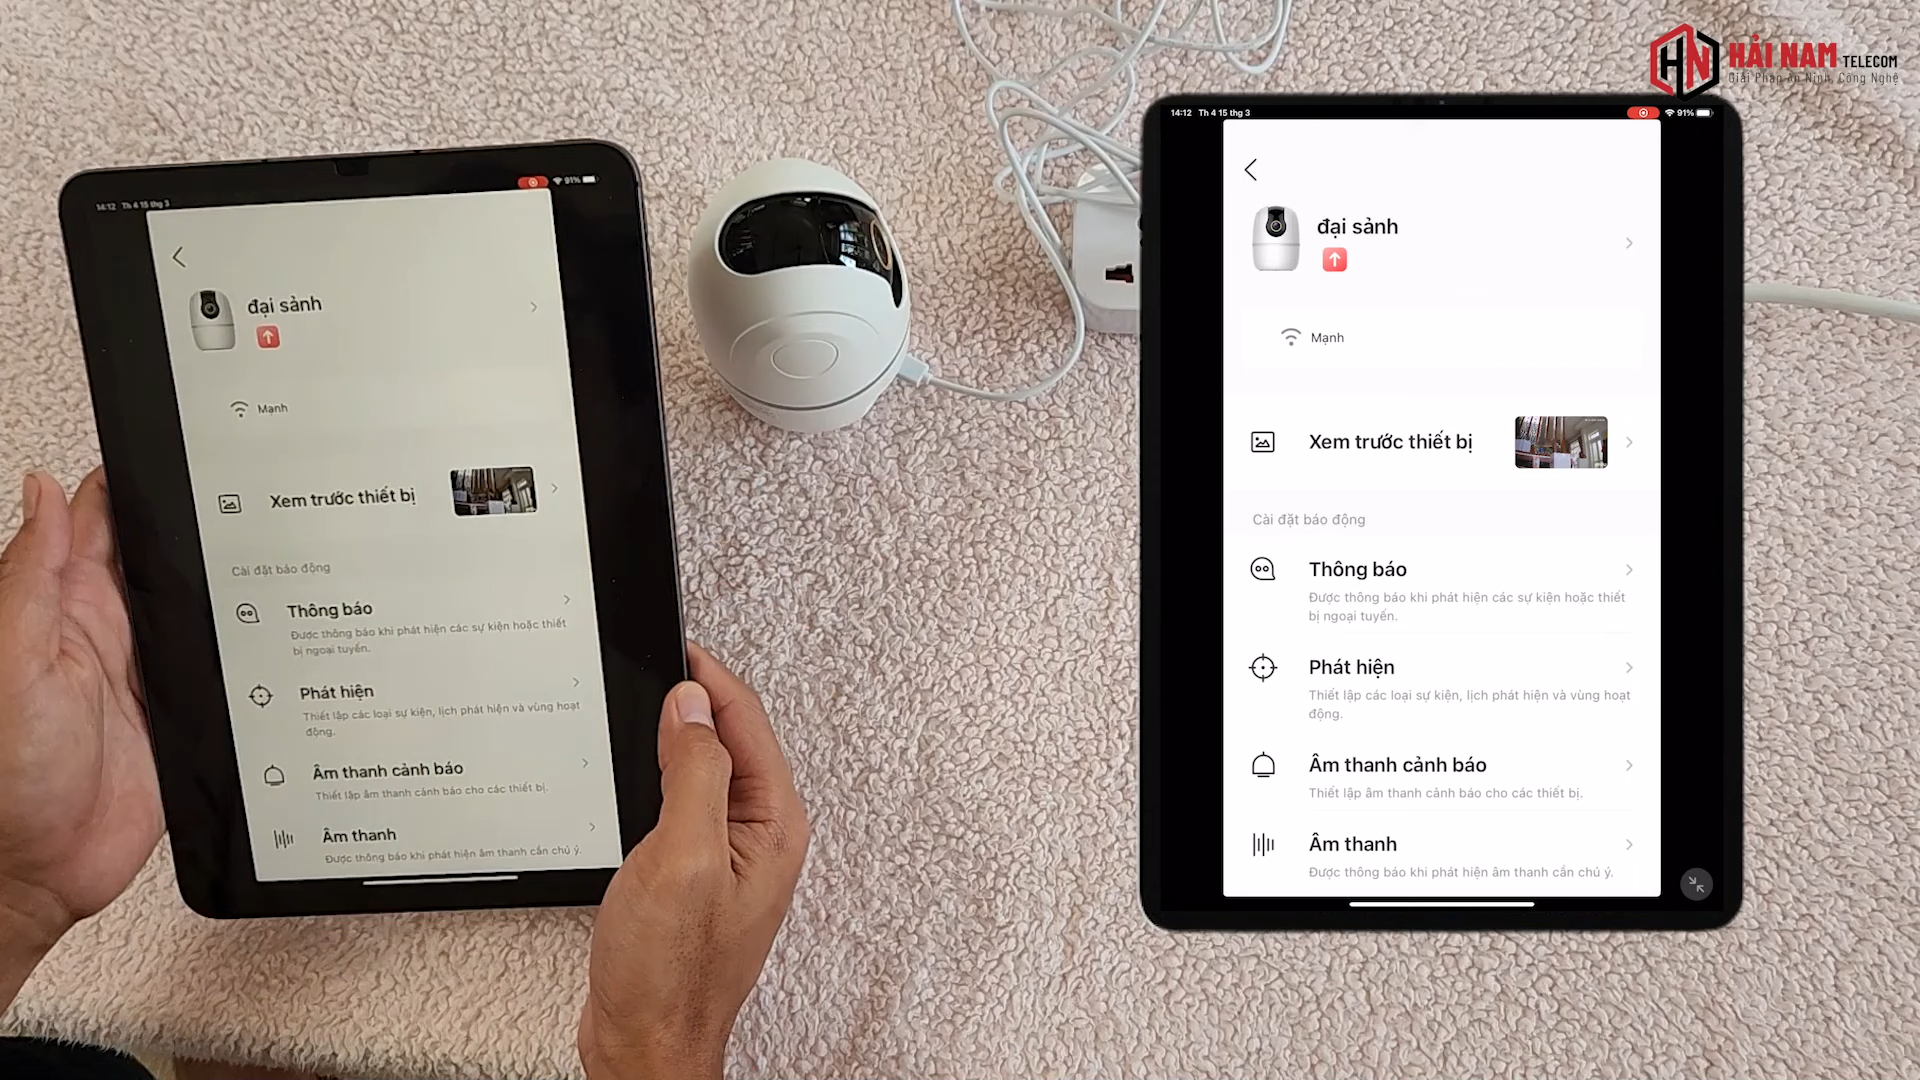 HẢI NAM TELECOM
Giải Pháp An Ninh, Công Nghệ
14:12 Th 4 15 thg 3
91%
đại sảnh
Mạnh
Xem trước thiết bị
Cài đặt báo động
Thông báo
Được thông báo khi phát hiện các sự kiện hoặc thiết
bị ngoại tuyến.
Phát hiện
Thiết lập các loại sự kiện, lịch phát hiện và vùng hoạt
động.
Âm thanh cảnh báo
Thiết lập âm thanh cảnh báo cho các thiết bị.
Âm thanh
Được thông báo khi phát hiện âm thanh cần chú ý.
14:12 Th 4 15 thg 3
91%
đại sảnh
Mạnh
Xem trước thiết bị
Cài đặt báo động
Thông báo
Được thông báo khi phát hiện các sự kiện hoặc thiết
bị ngoại tuyến.
Phát hiện
Thiết lập các loại sự kiện, lịch phát hiện và vùng hoạt
động.
Âm thanh cảnh báo
Thiết lập âm thanh cảnh báo cho các thiết bị.
Âm thanh
Được thông báo khi phát hiện âm thanh cần chú ý.